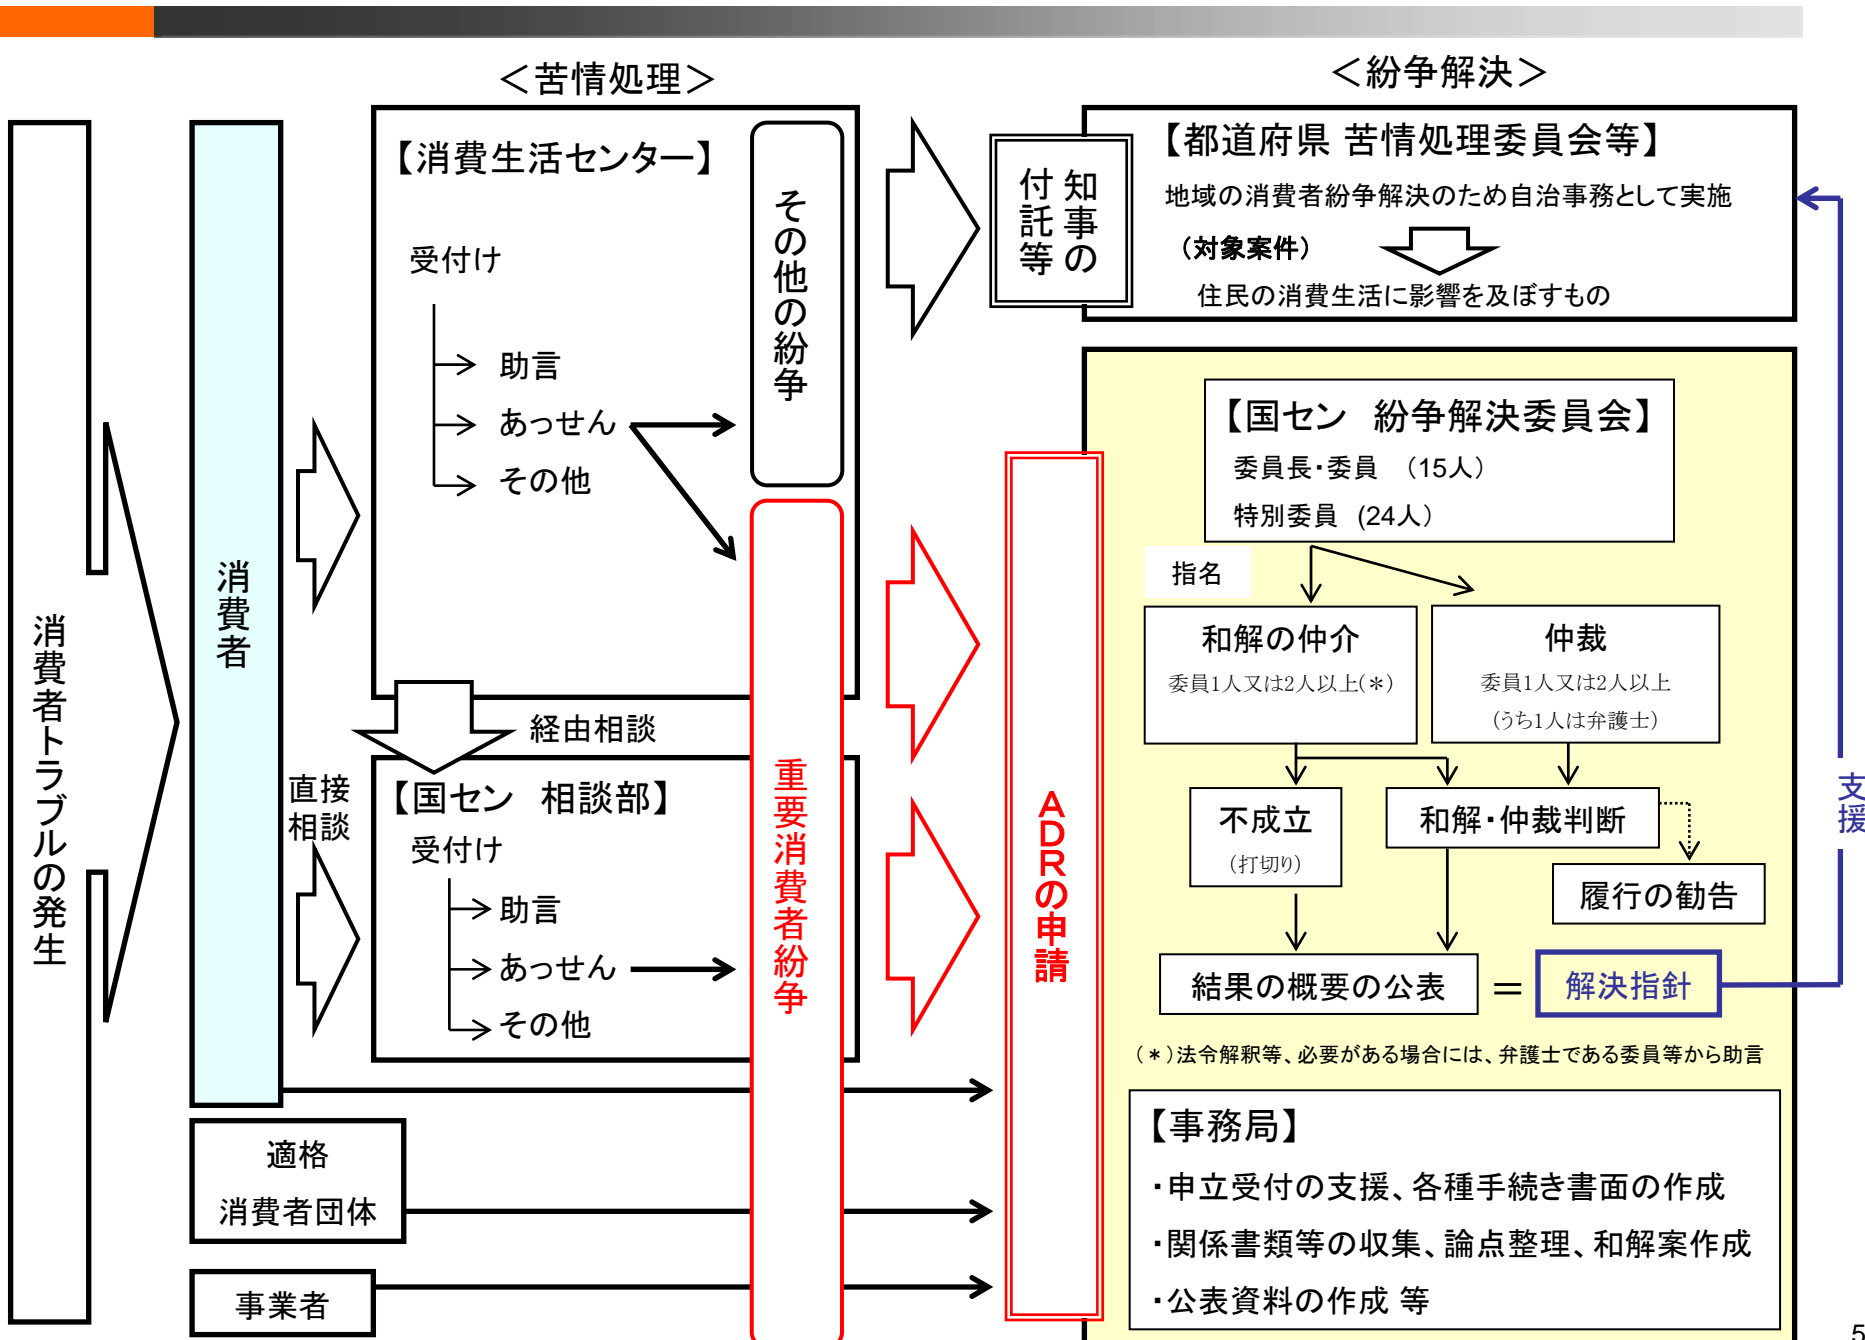 ＜苦情処理＞
＜紛争解決＞
消費者トラブルの発生
消費者
【消費生活センター】
受付け
助言
あっせん
その他
その他の紛争
経由相談
直接
相談
【国セン　相談部】
受付け
助言
あっせん
その他
重要消費者紛争
適格
消費者団体
事業者
知事の
付託等
【都道府県 苦情処理委員会等】
地域の消費者紛争解決のため自治事務として実施
（対象案件）
住民の消費生活に影響を及ぼすもの
ＡＤＲの申請
【国セン　紛争解決委員会】
委員長・委員　（15人）
特別委員　(24人）
指名
和解の仲介
委員1人又は2人以上(＊)
仲裁
委員1人又は2人以上
（うち1人は弁護士）
不成立
（打切り）
和解・仲裁判断
履行の勧告
結果の概要の公表
＝
解決指針
支援
（＊）法令解釈等、必要がある場合には、弁護士である委員等から助言
【事務局】
・申立受付の支援、各種手続き書面の作成
・関係書類等の収集、論点整理、和解案作成
・公表資料の作成 等
5